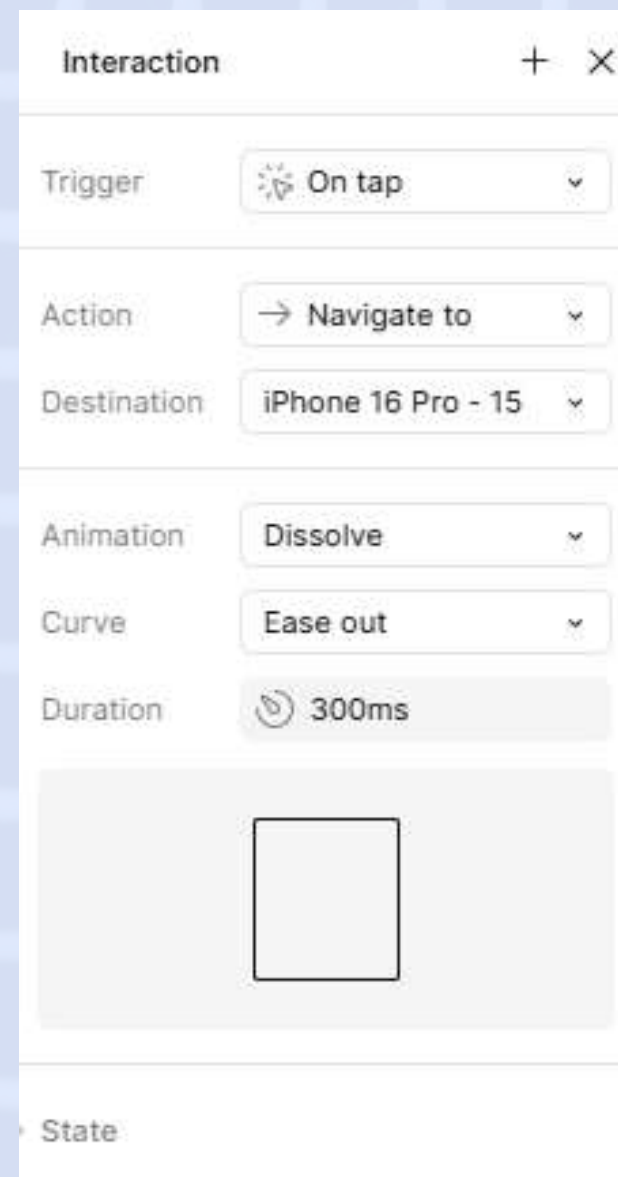 Interaction
Trigger On tap
Action Navigate to
Destination iPhone 16 Pro - 15
Animation Dissolve
Curve Ease out
Duration 300ms
State